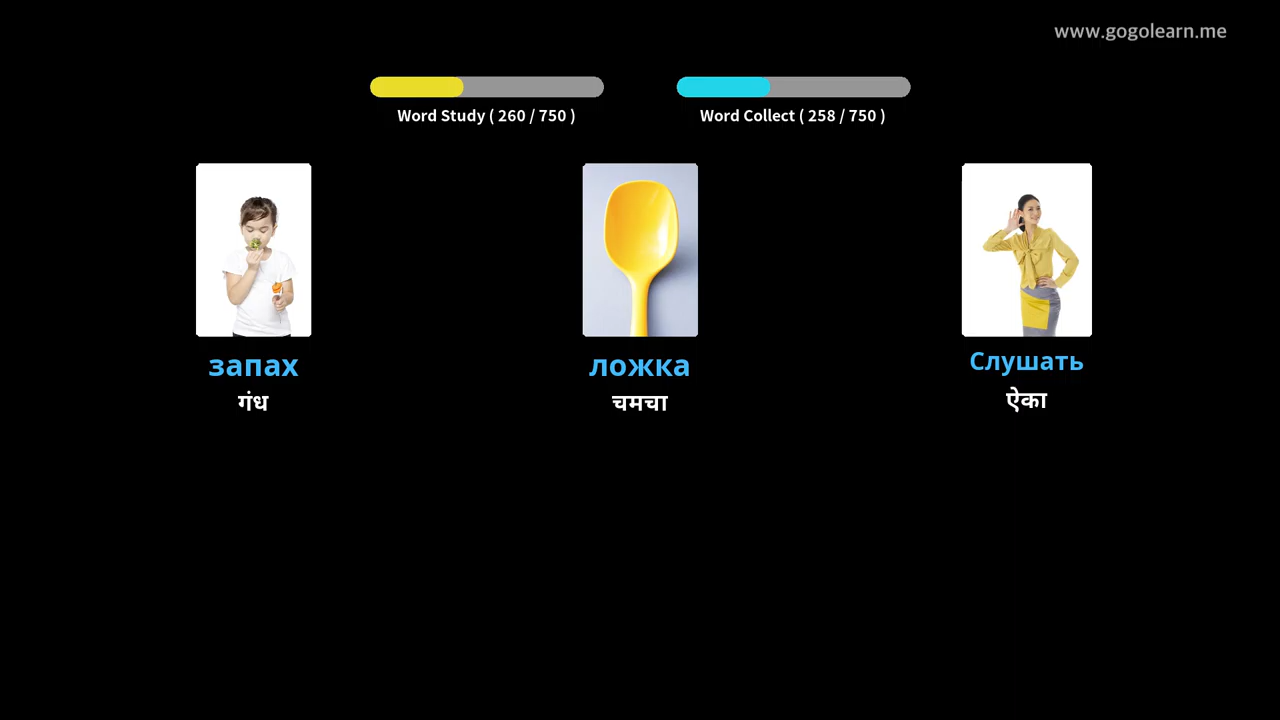 www.gogolearn.me
Word Study ( 260 / 750 )
Word Collect ( 258 / 750 )
запах
ложка
Слушать
गंध
चमचा
ऐका